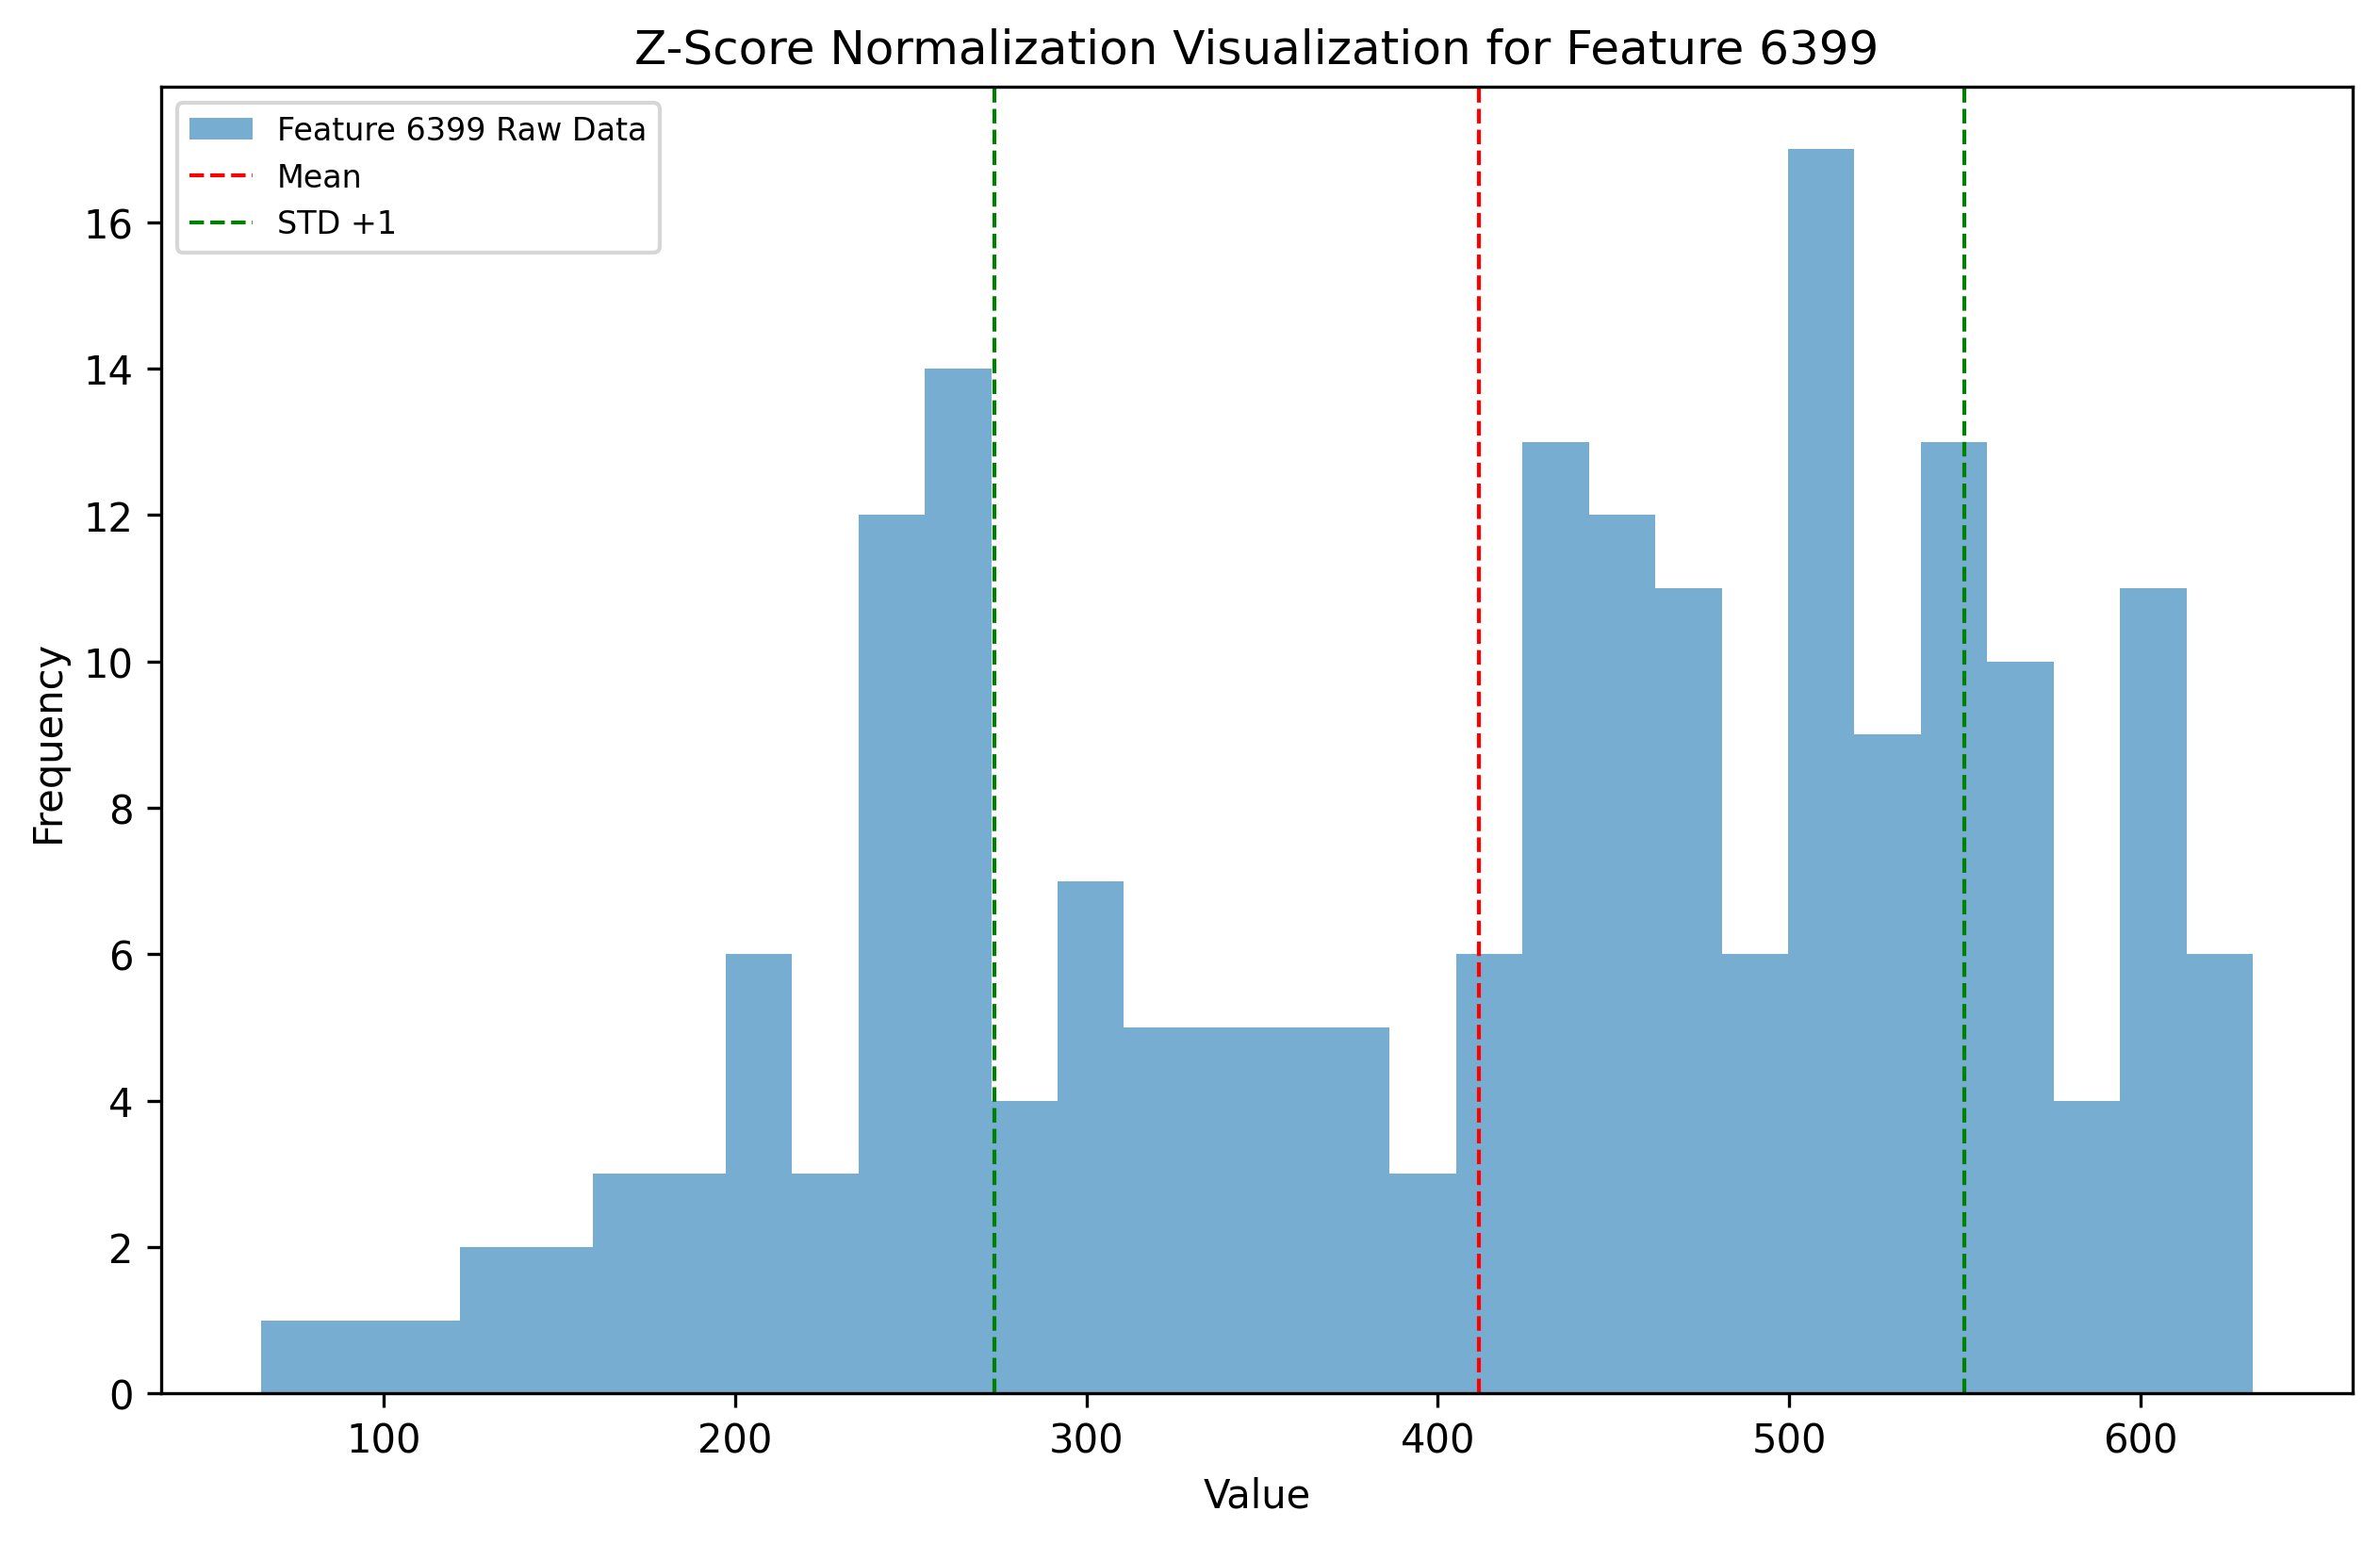 Z-Score Normalization Visualization for Feature 6399
Feature 6399 Raw Data
Mean
STD +1
16
14
12
10
8
6
4
2
0
Frequency
100 200 300 400 500 600
Value